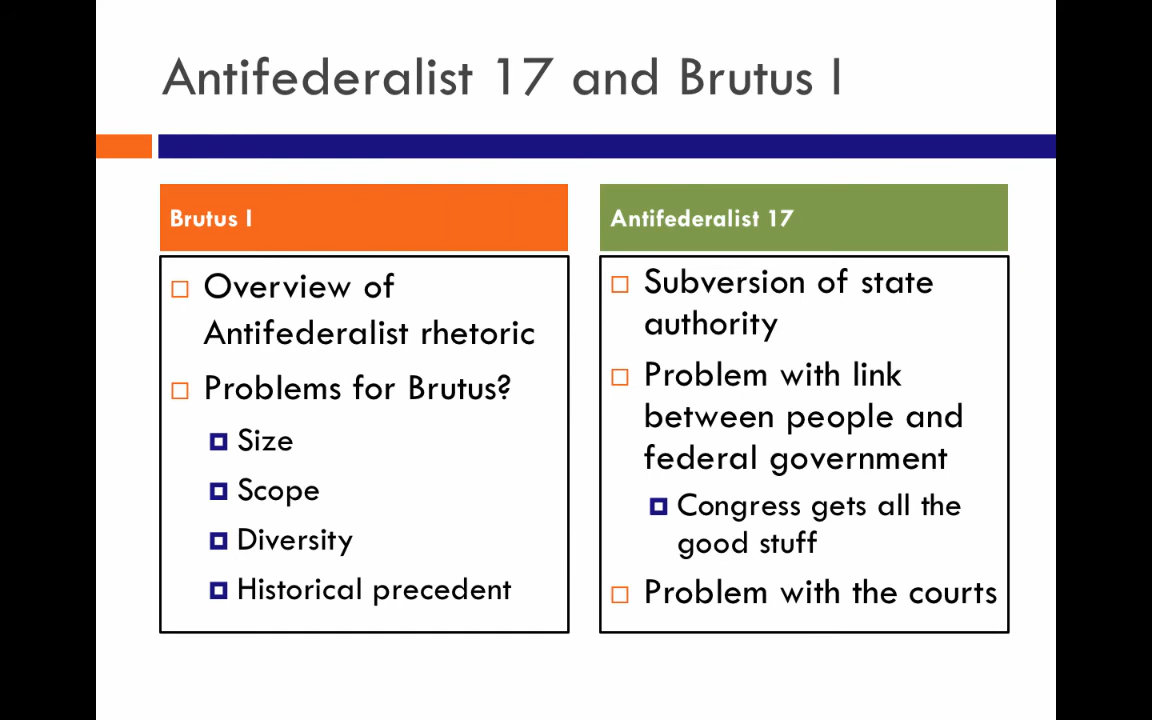 Antifederalist 17 and Brutus I
Brutus I
Overview of
Antifederalist rhetoric
Problems for Brutus?
Size
Scope
Diversity
Historical precedent
Antifederalist 17
Subversion of state
authority
Problem with link
between people and
federal government
Congress gets all the
good stuff
Problem with the courts